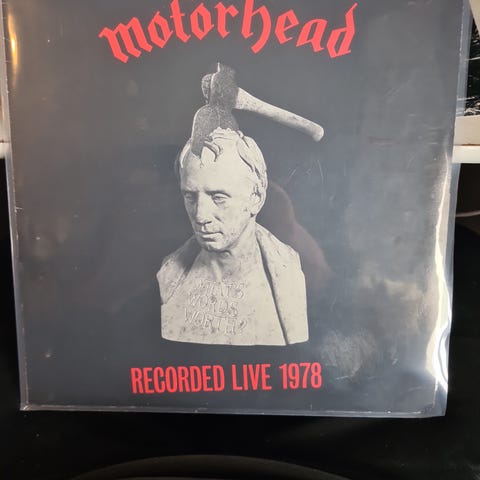 motorhead
WHAT'S
WORDS
WORTH?
RECORDED LIVE 1978